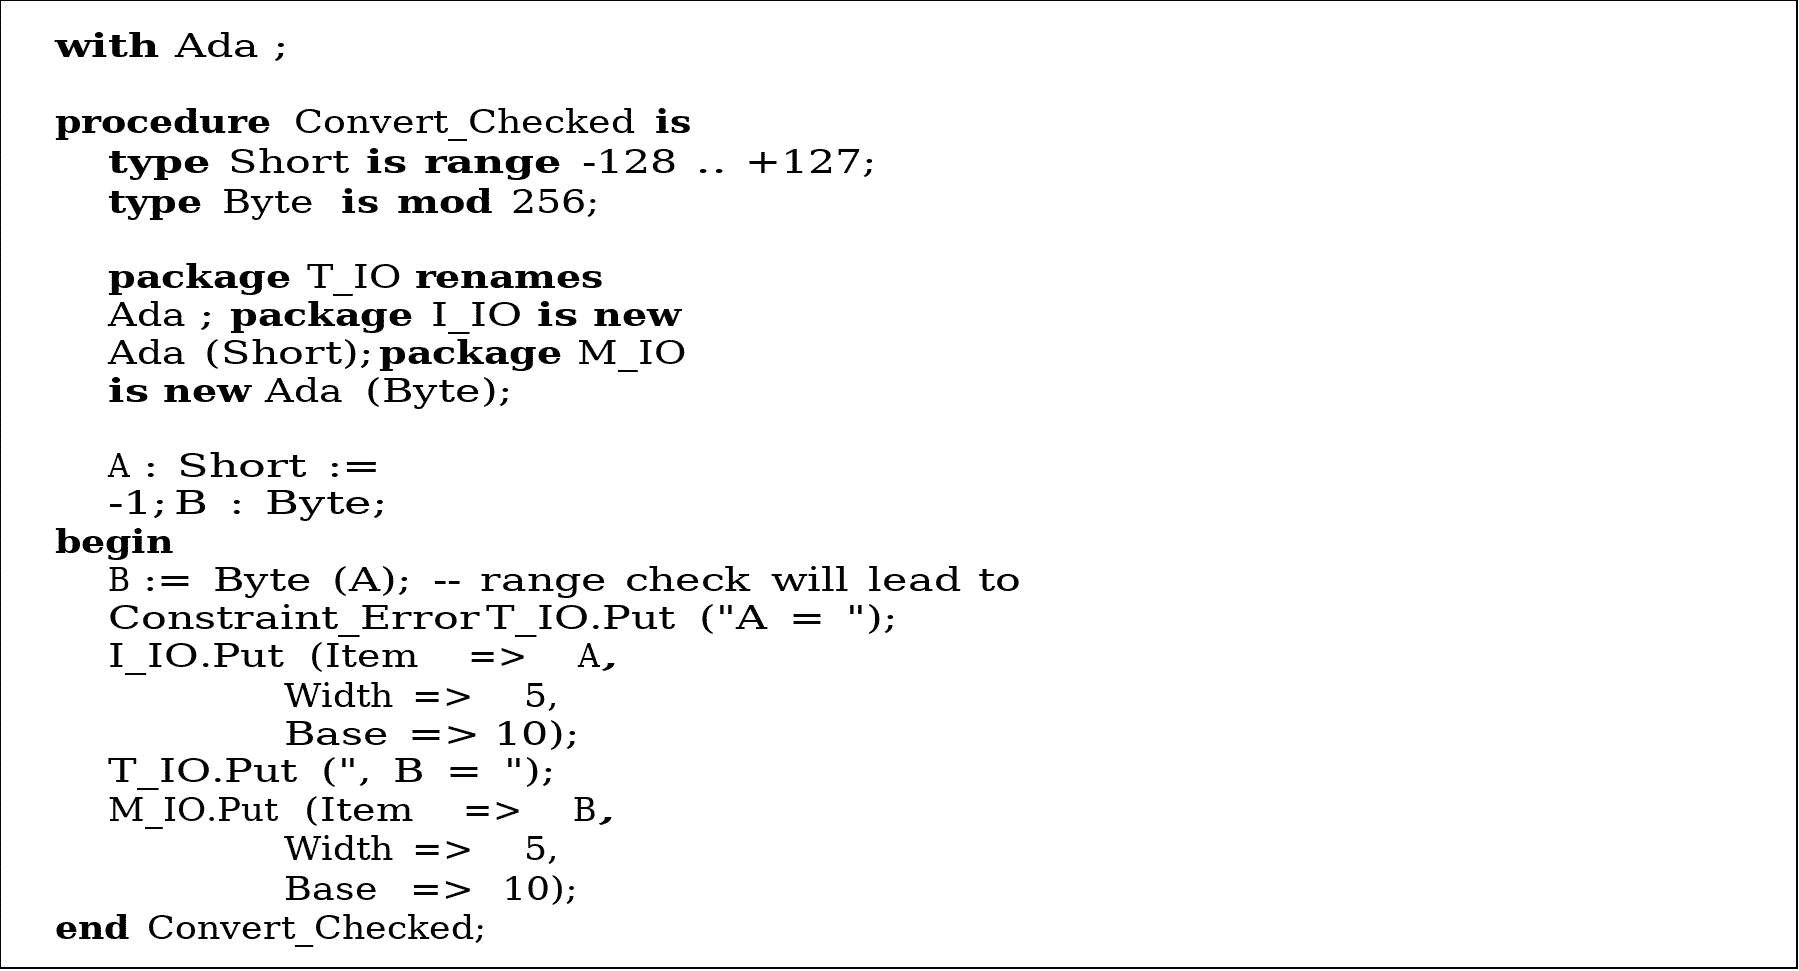 with Ada ;
procedure Convert_Checked is
type Short is range -128 .. +127;
type Byte is mod 256;
package T_IO renames
Ada ; package I_IO is new
Ada (Short); package M_IO
is new Ada (Byte);
A : Short :=
-1; B : Byte;
begin
B := Byte (A); -- range check will lead to
Constraint_Error T_IO.Put ("A = ");
I_IO.Put (Item => A,
Width => 5,
Base => 10);
T_IO.Put (", B = ");
M_IO.Put (Item => B,
Width => 5,
Base => 10);
end Convert_Checked;